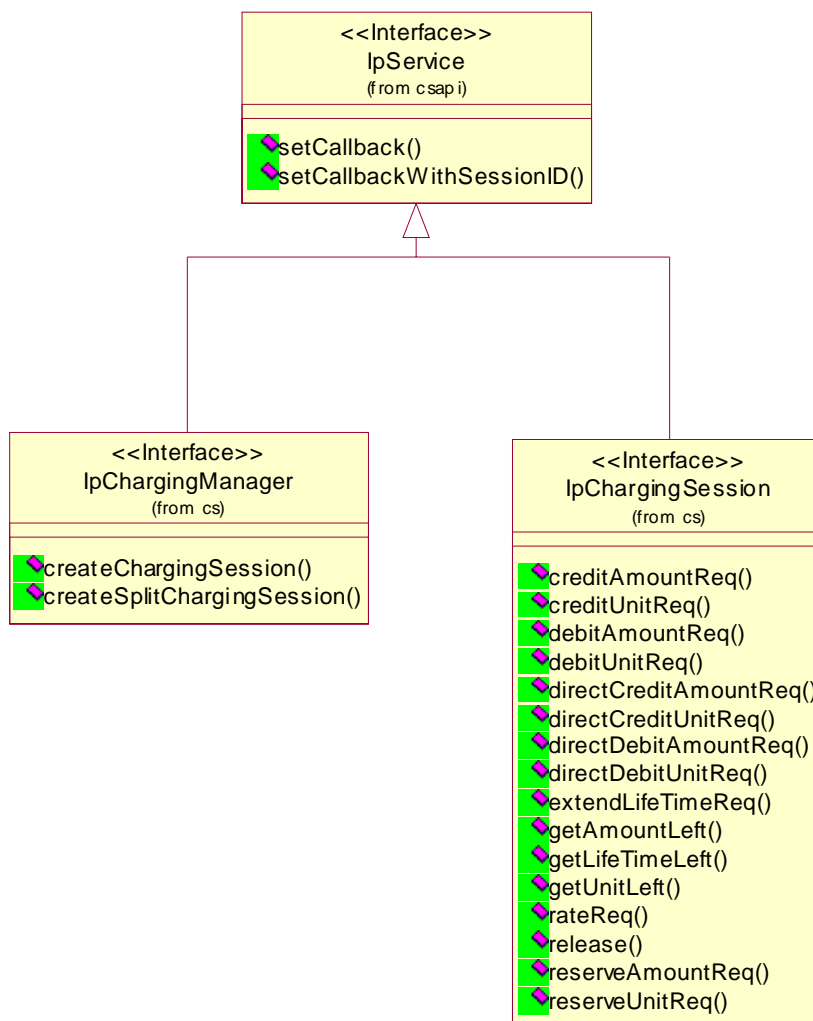 <<Interface>>
IpService
(from csapi)
setCallback()
setCallbackWithSessionID()
<<Interface>>
IpChargingManager
(from cs)
createChargingSession()
createSplitChargingSession()
<<Interface>>
IpChargingSession
(from cs)
creditAmountReq()
creditUnitReq()
debitAmountReq()
debitUnitReq()
directCreditAmountReq()
directCreditUnitReq()
directDebitAmountReq()
directDebitUnitReq()
extendLifeTimeReq()
getAmountLeft()
getLifeTimeLeft()
getUnitLeft()
rateReq()
release()
reserveAmountReq()
reserveUnitReq()